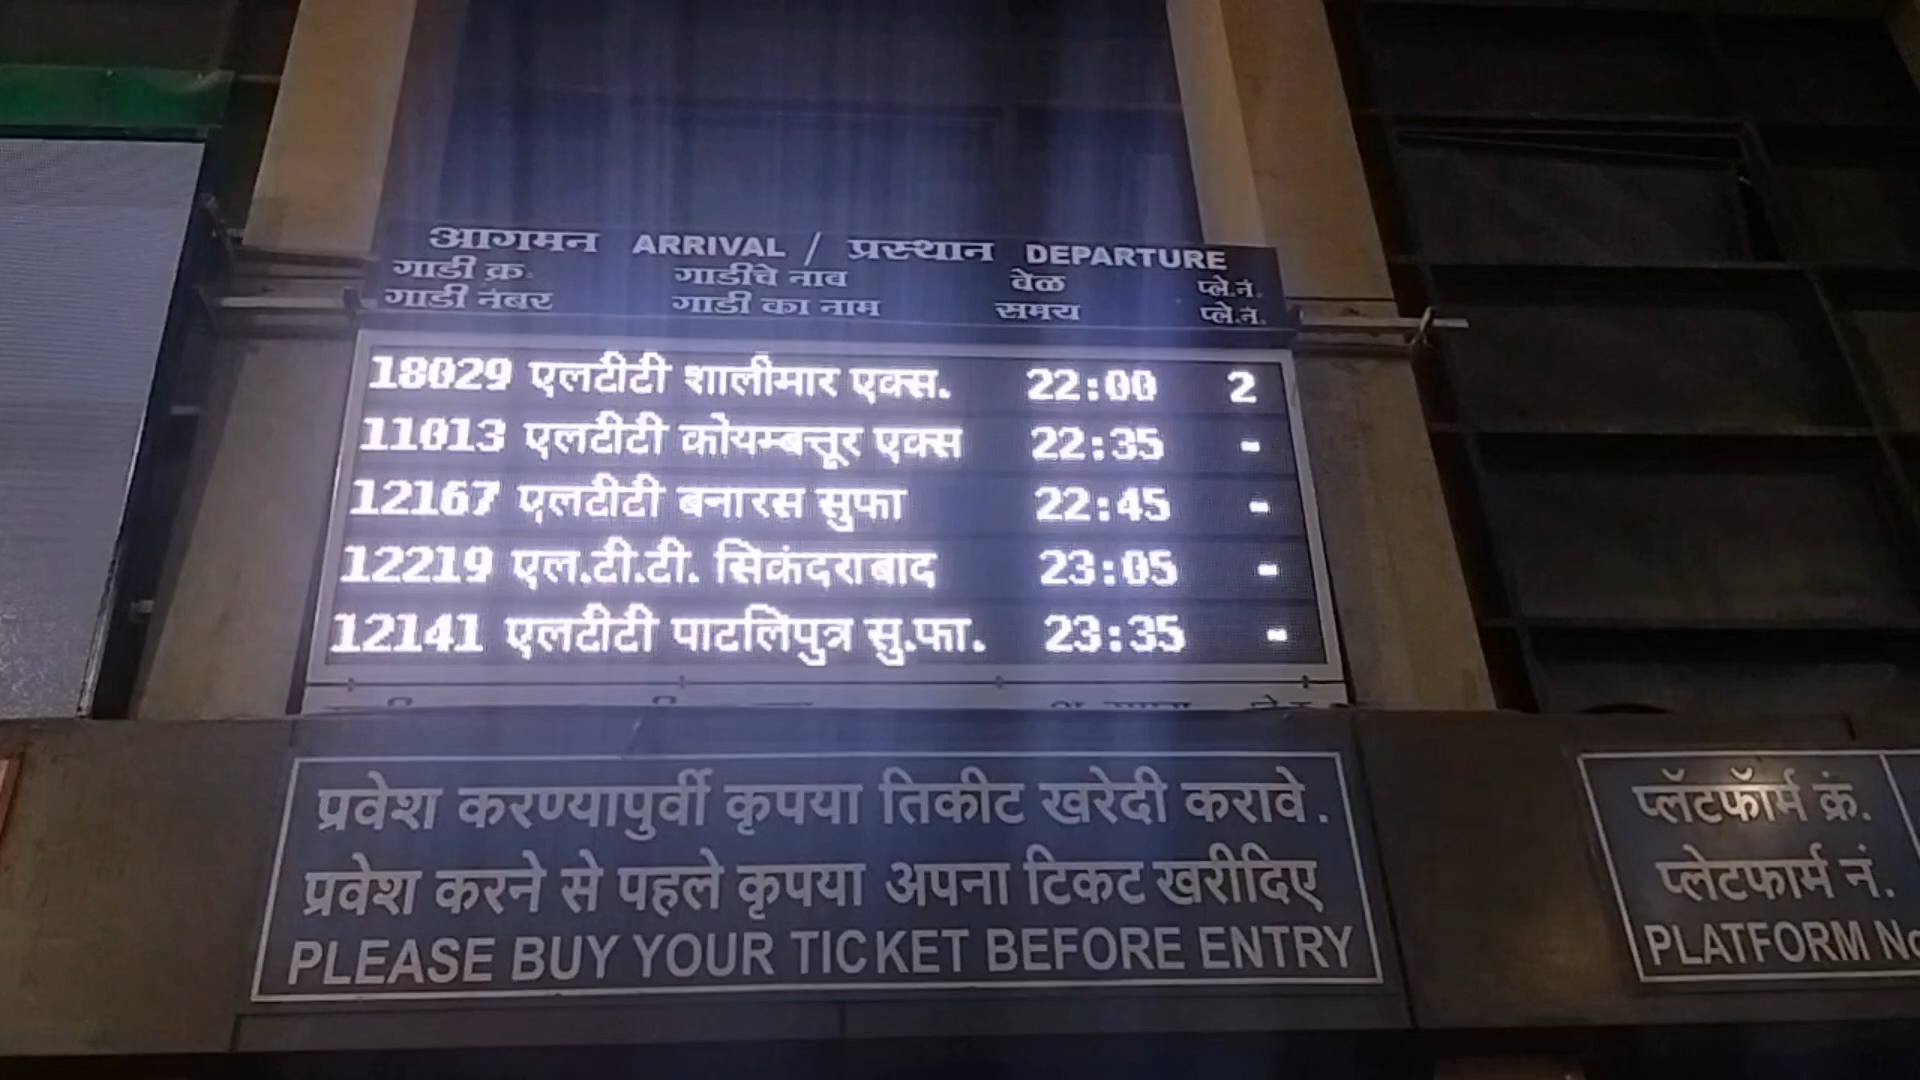 आगमन ARRIVAL / प्रस्थान DEPARTURE
गाडी क्र. गाडीचे नाव वेळ प्ले.नं.
गाडी नंबर गाडी का नाम समय प्ले.नं.
18029 एलटीटी शालीमार एक्स. 22:00 2
11013 एलटीटी कोयम्बत्तूर एक्स 22:35 -
12167 एलटीटी बनारस सुफा 22:45 -
12219 एल.टी.टी. सिकंदराबाद 23:05 -
12141 एलटीटी पाटलिपुत्र सु.फा. 23:35 -
प्रवेश करण्यापुर्वी कृपया तिकीट खरेदी करावे.
प्रवेश करने से पहले कृपया अपना टिकट खरीदिए
PLEASE BUY YOUR TICKET BEFORE ENTRY
प्लॅटफॉर्म क्रं.
प्लेटफार्म नं.
PLATFORM No